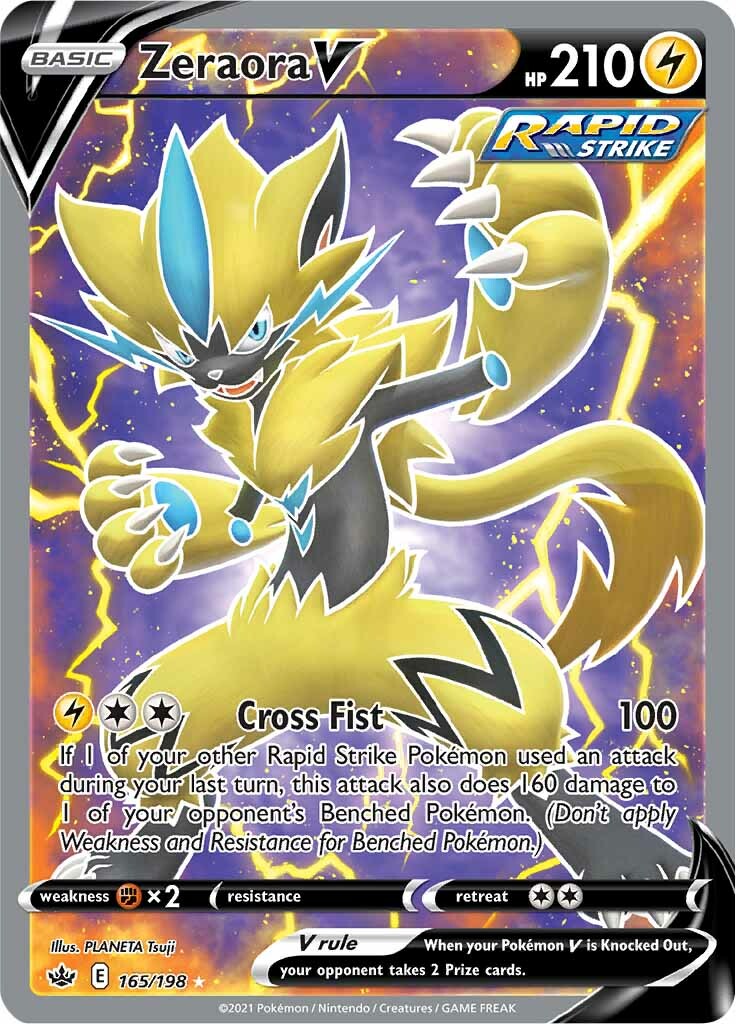 BASIC Zeraora V HP 210
RAPID
STRIKE
Cross Fist 100
If 1 of your other Rapid Strike Pokémon used an attack
during your last turn, this attack also does 160 damage to
1 of your opponent's Benched Pokémon. (Don't apply
Weakness and Resistance for Benched Pokémon.)
weakness ×2 resistance retreat
Illus. PLANETA Tsuji
V rule When your Pokémon V is Knocked Out,
your opponent takes 2 Prize cards.
E 165/198
©2021 Pokémon / Nintendo / Creatures / GAME FREAK